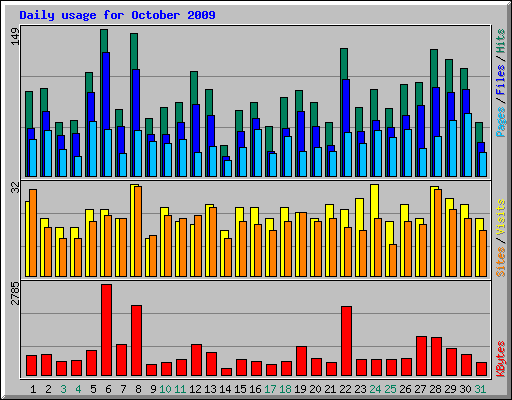 Daily usage for October 2009
149
Pages / Files / Hits
32
Sites / Visits
2785
KBytes
1 2 3 4 5 6 7 8 9 10 11 12 13 14 15 16 17 18 19 20 21 22 23 24 25 26 27 28 29 30 31